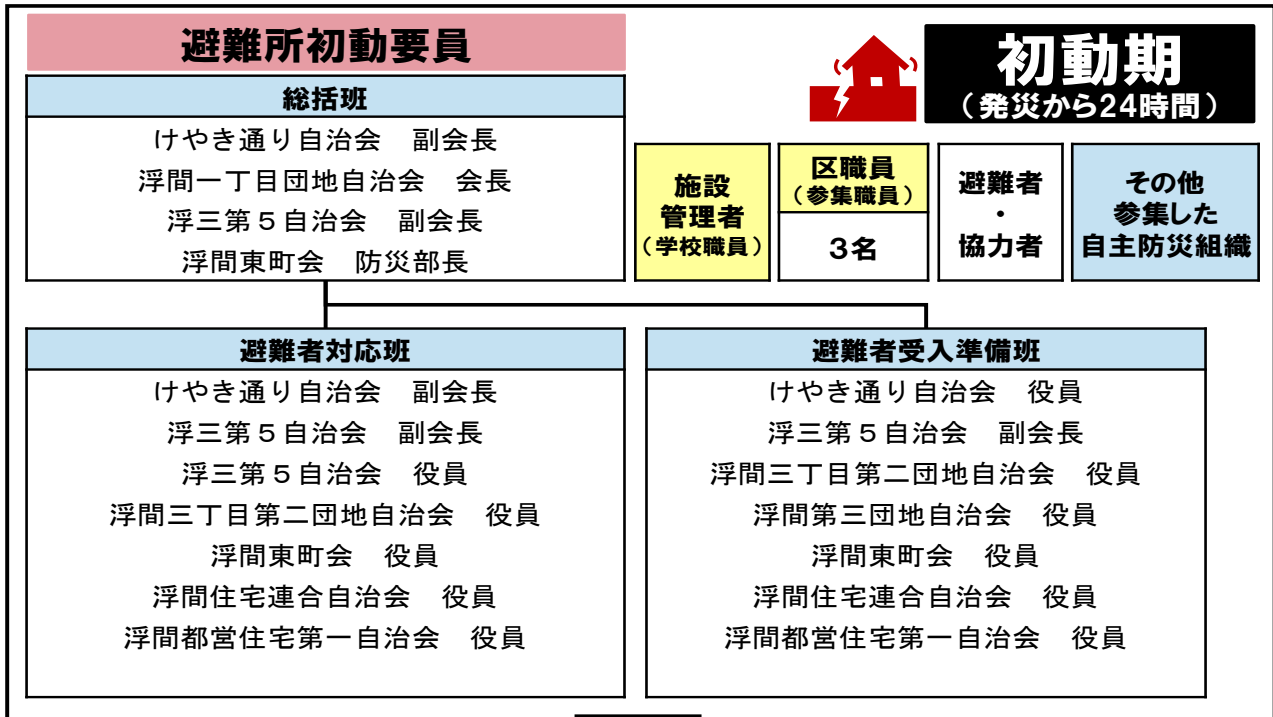 避難所初動要員
初動期
（発災から24時間）
総括班
けやき通り自治会　副会長
浮間一丁目団地自治会　会長
浮三第５自治会　副会長
浮間東町会　防災部長
施設
管理者
（学校職員）
区職員
（参集職員）
３名
避難者
・
協力者
その他
参集した
自主防災組織
避難者対応班
けやき通り自治会　副会長
浮三第５自治会　副会長
浮三第５自治会　役員
浮間三丁目第二団地自治会　役員
浮間東町会　役員
浮間住宅連合自治会　役員
浮間都営住宅第一自治会　役員
避難者受入準備班
けやき通り自治会　役員
浮三第５自治会　副会長
浮間三丁目第二団地自治会　役員
浮間第三団地自治会　役員
浮間東町会　役員
浮間住宅連合自治会　役員
浮間都営住宅第一自治会　役員